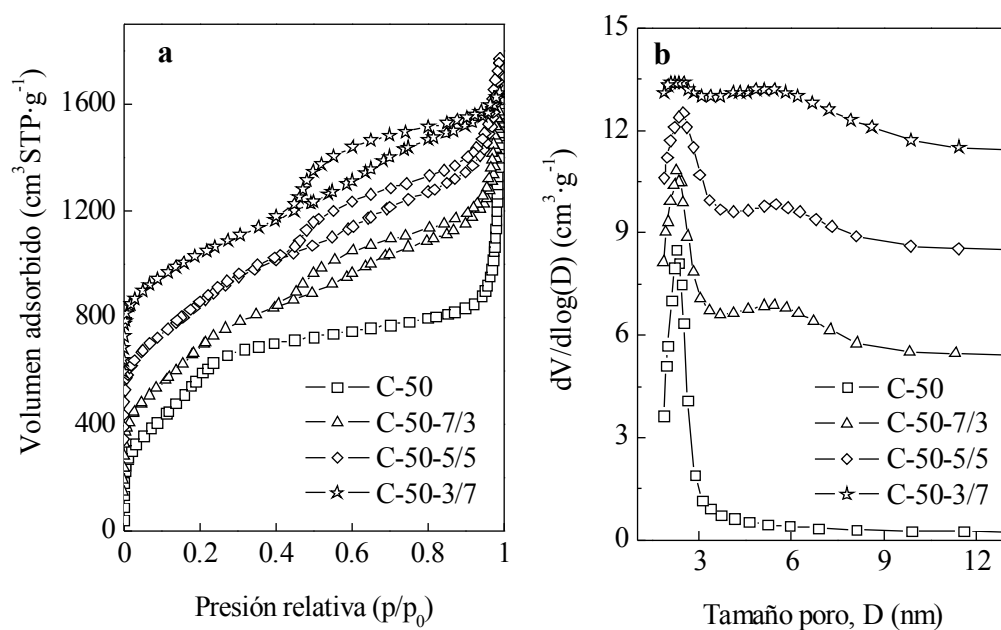 a
Volumen adsorbido (cm³STP·g⁻¹)
1600
1200
800
400
0
C-50
C-50-7/3
C-50-5/5
C-50-3/7
0
0.2
0.4
0.6
0.8
1
Presión relativa (p/p₀)
b
dV/dlog(D) (cm³·g⁻¹)
15
12
9
6
3
0
C-50
C-50-7/3
C-50-5/5
C-50-3/7
3
6
9
12
Tamaño poro, D (nm)